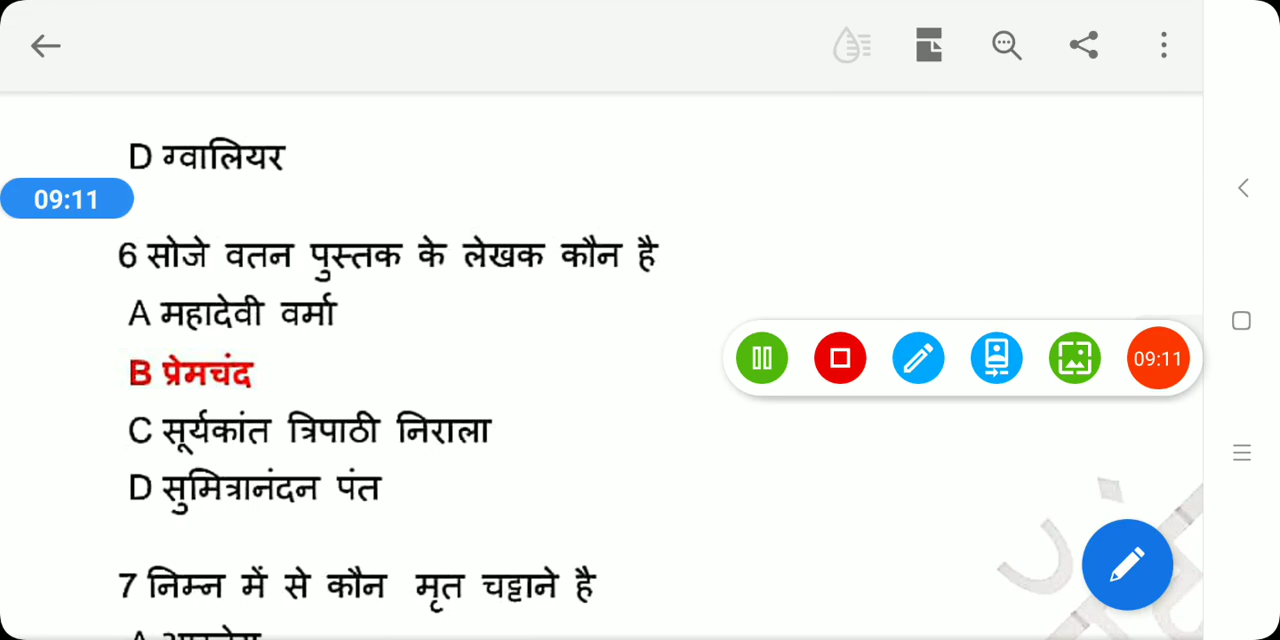 D ग्वालियर
09:11
6 सोजे वतन पुस्तक के लेखक कौन है
A महादेवी वर्मा
B प्रेमचंद
09:11
C सूर्यकांत त्रिपाठी निराला
D सुमित्रानंदन पंत
7 निम्न में से कौन मृत चट्टाने है